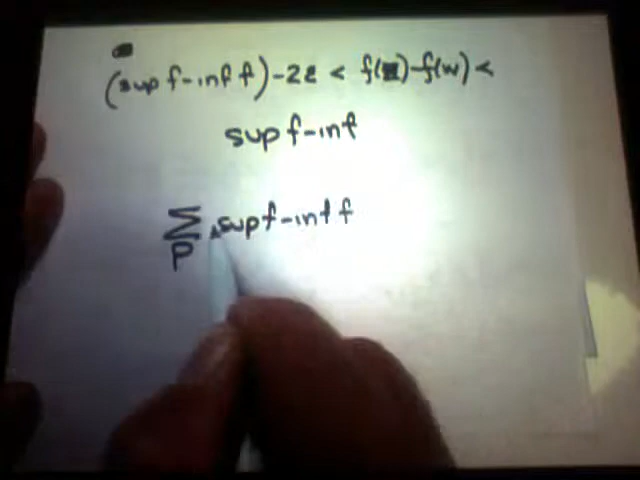 (sup f-inf f)-2ε < f( )-f(w) <
sup f-inf
∑ sup f-inf f
P